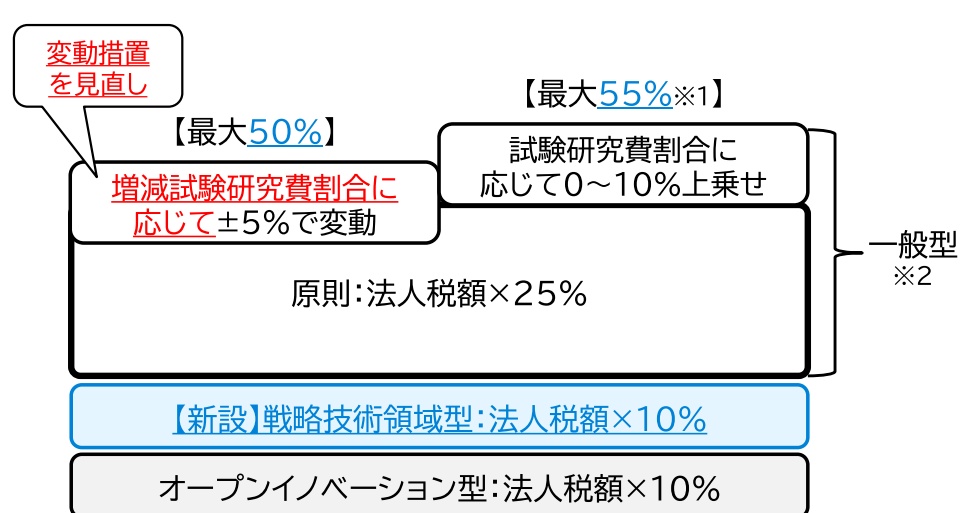 変動措置
を見直し
【最大50%】
【最大55%※1】
増減試験研究費割合に
応じて±5%で変動
試験研究費割合に
応じて0～10%上乗せ
一般型
※2
原則：法人税額×25%
【新設】戦略技術領域型：法人税額×10%
オープンイノベーション型：法人税額×10%